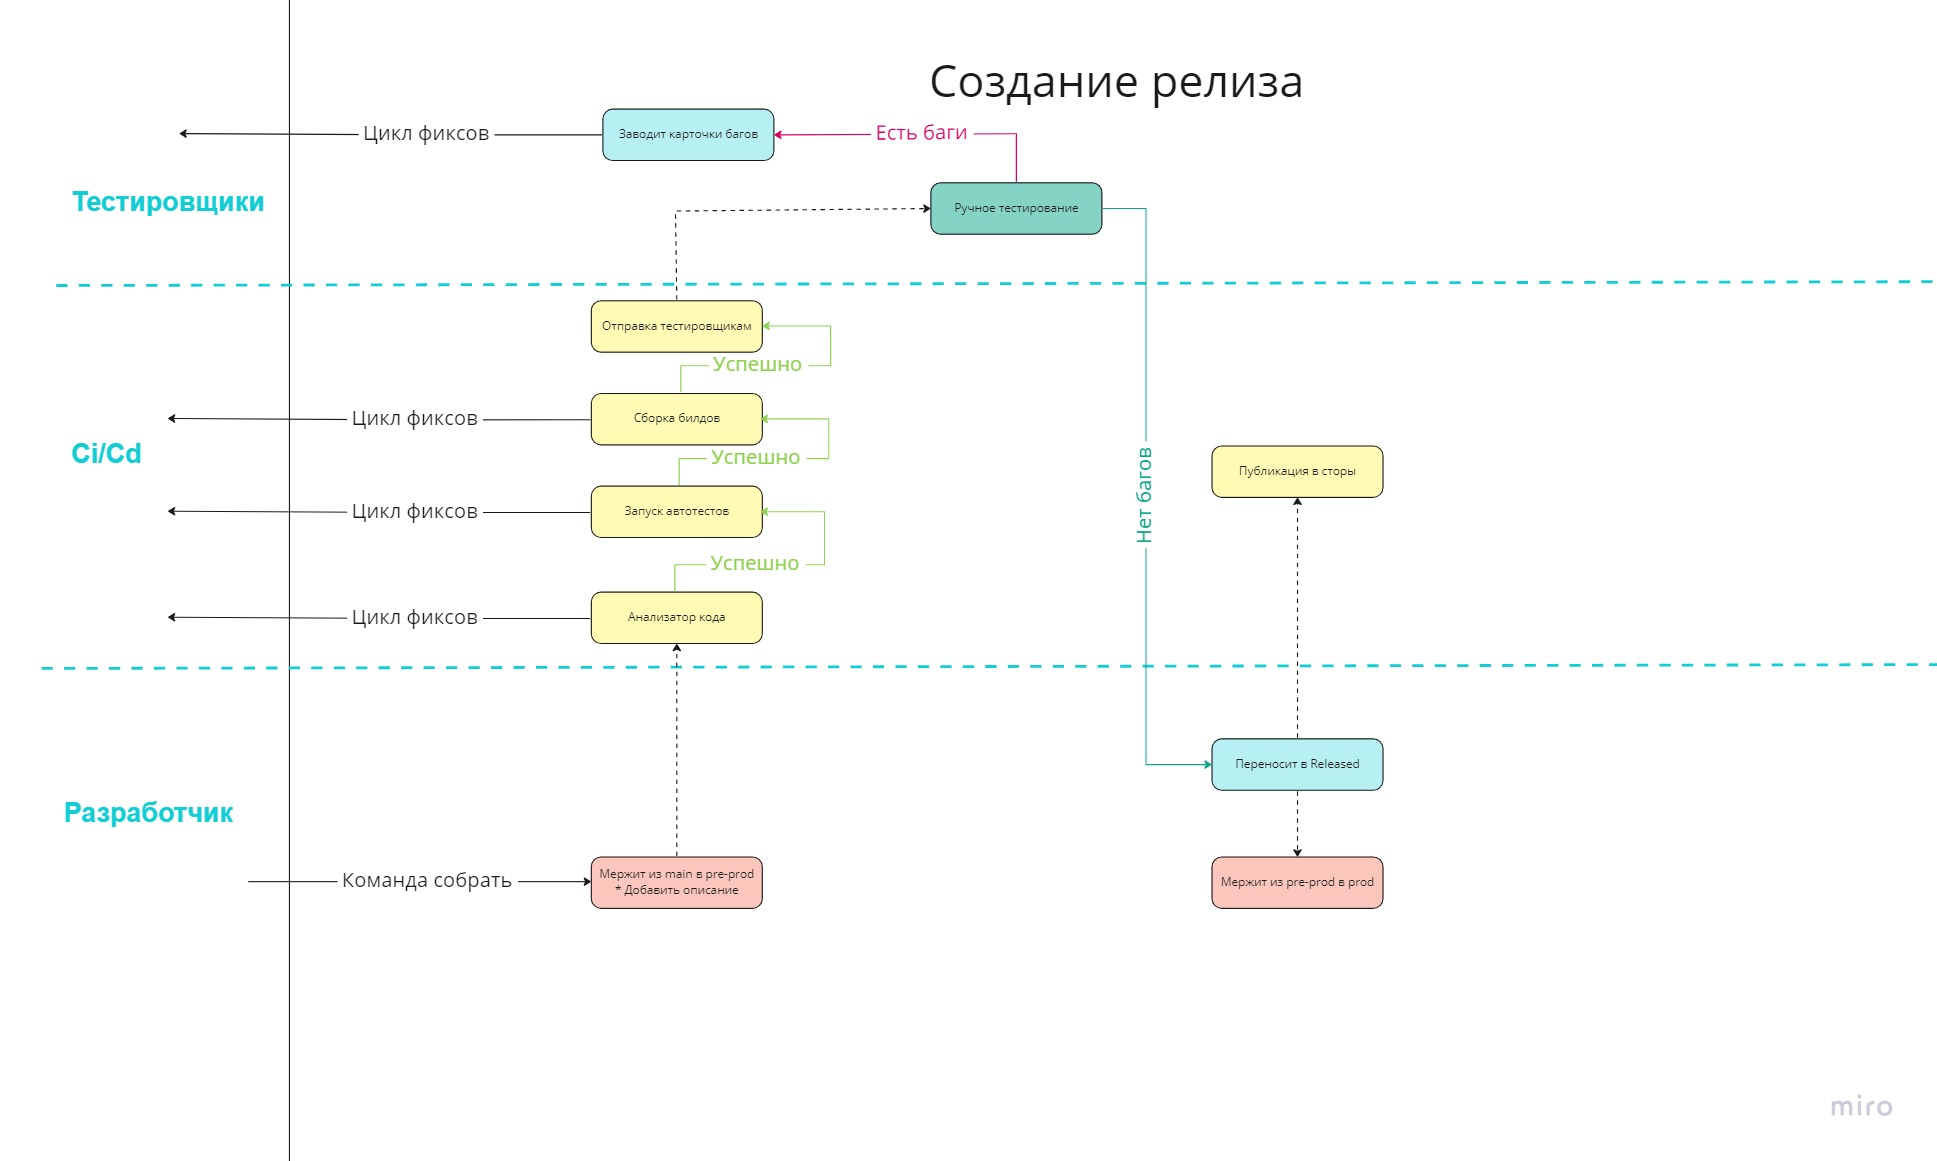 Создание релиза
Цикл фиксов
Заводит карточки багов
Есть баги
Тестировщики
Ручное тестирование
Отправка тестировщикам
Успешно
Цикл фиксов
Сборка билдов
Ci/Cd
Успешно
Нет багов
Публикация в сторы
Цикл фиксов
Запуск автотестов
Успешно
Цикл фиксов
Анализатор кода
Переносит в Released
Разработчик
Команда собрать
Мержит из main в pre-prod
* Добавить описание
Мержит из pre-prod в prod
miro